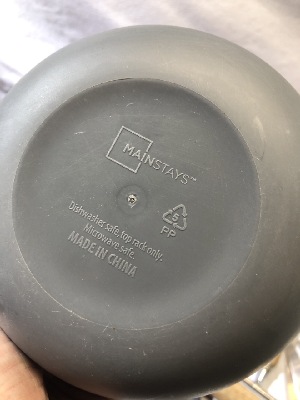 MAINSTAYS™
5
PP
Dishwasher safe, top rack only.
Microwave safe.
MADE IN CHINA